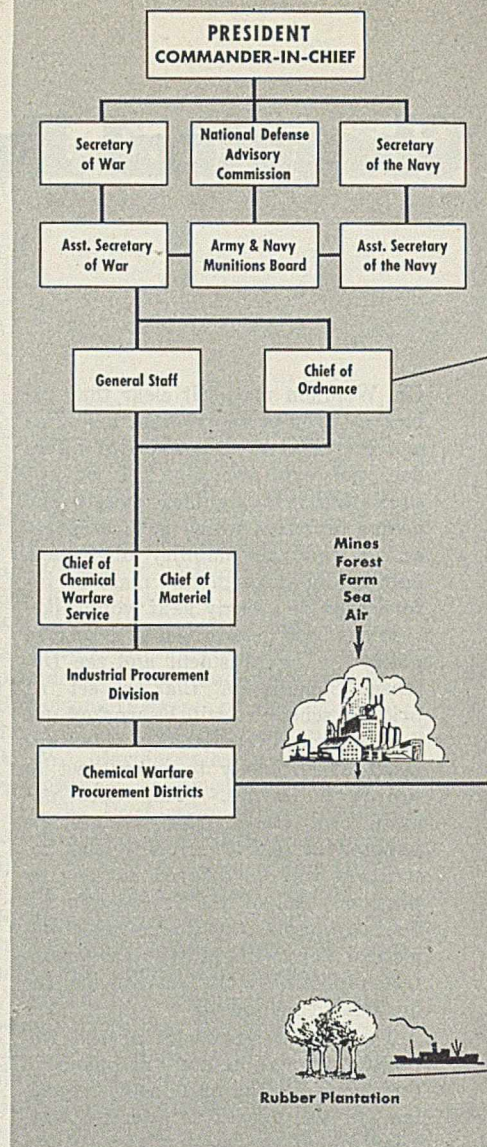 PRESIDENT
COMMANDER-IN-CHIEF
Secretary
of War
National Defense
Advisory
Commission
Secretary
of the Navy
Asst. Secretary
of War
Army & Navy
Munitions Board
Asst. Secretary
of the Navy
General Staff
Chief of
Ordnance
Chief of
Chemical
Warfare
Service
Chief of
Materiel
Mines
Forest
Farm
Sea
Air
Industrial Procurement
Division
Chemical Warfare
Procurement Districts
Rubber Plantation